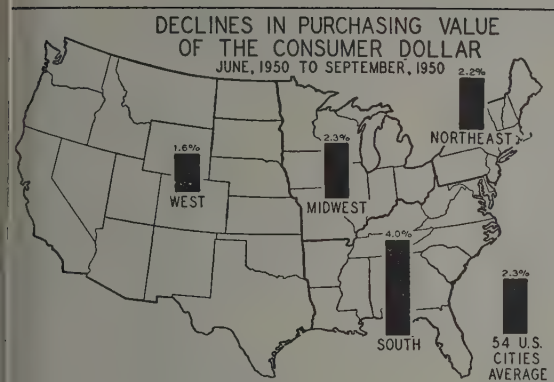 DECLINES IN PURCHASING VALUE
OF THE CONSUMER DOLLAR
JUNE, 1950 TO SEPTEMBER, 1950
2.2%
NORTHEAST
1.6%
WEST
2.3%
MIDWEST
4.0%
SOUTH
2.3%
54 U.S.
CITIES
AVERAGE